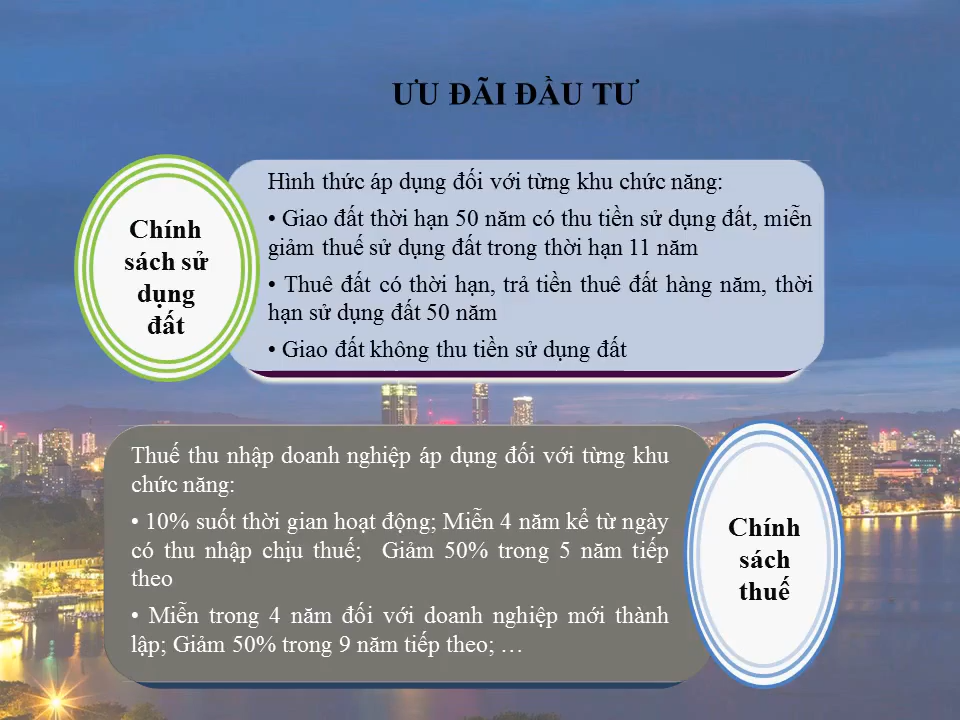 ƯU ĐÃI ĐẦU TƯ
Chính
sách sử
dụng
đất
Hình thức áp dụng đối với từng khu chức năng:
• Giao đất thời hạn 50 năm có thu tiền sử dụng đất, miễn
giảm thuế sử dụng đất trong thời hạn 11 năm
• Thuê đất có thời hạn, trả tiền thuê đất hàng năm, thời
hạn sử dụng đất 50 năm
• Giao đất không thu tiền sử dụng đất
Thuế thu nhập doanh nghiệp áp dụng đối với từng khu
chức năng:
• 10% suốt thời gian hoạt động; Miễn 4 năm kể từ ngày
có thu nhập chịu thuế; Giảm 50% trong 5 năm tiếp
theo
• Miễn trong 4 năm đối với doanh nghiệp mới thành
lập; Giảm 50% trong 9 năm tiếp theo; …
Chính
sách
thuế